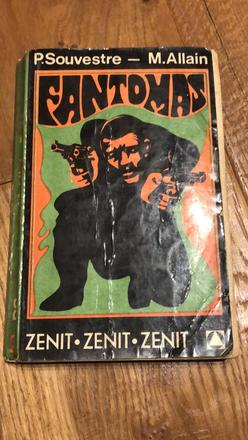 P.Souvestre – M.Allain
FANTOMAS
ZENIT•ZENIT•ZENIT